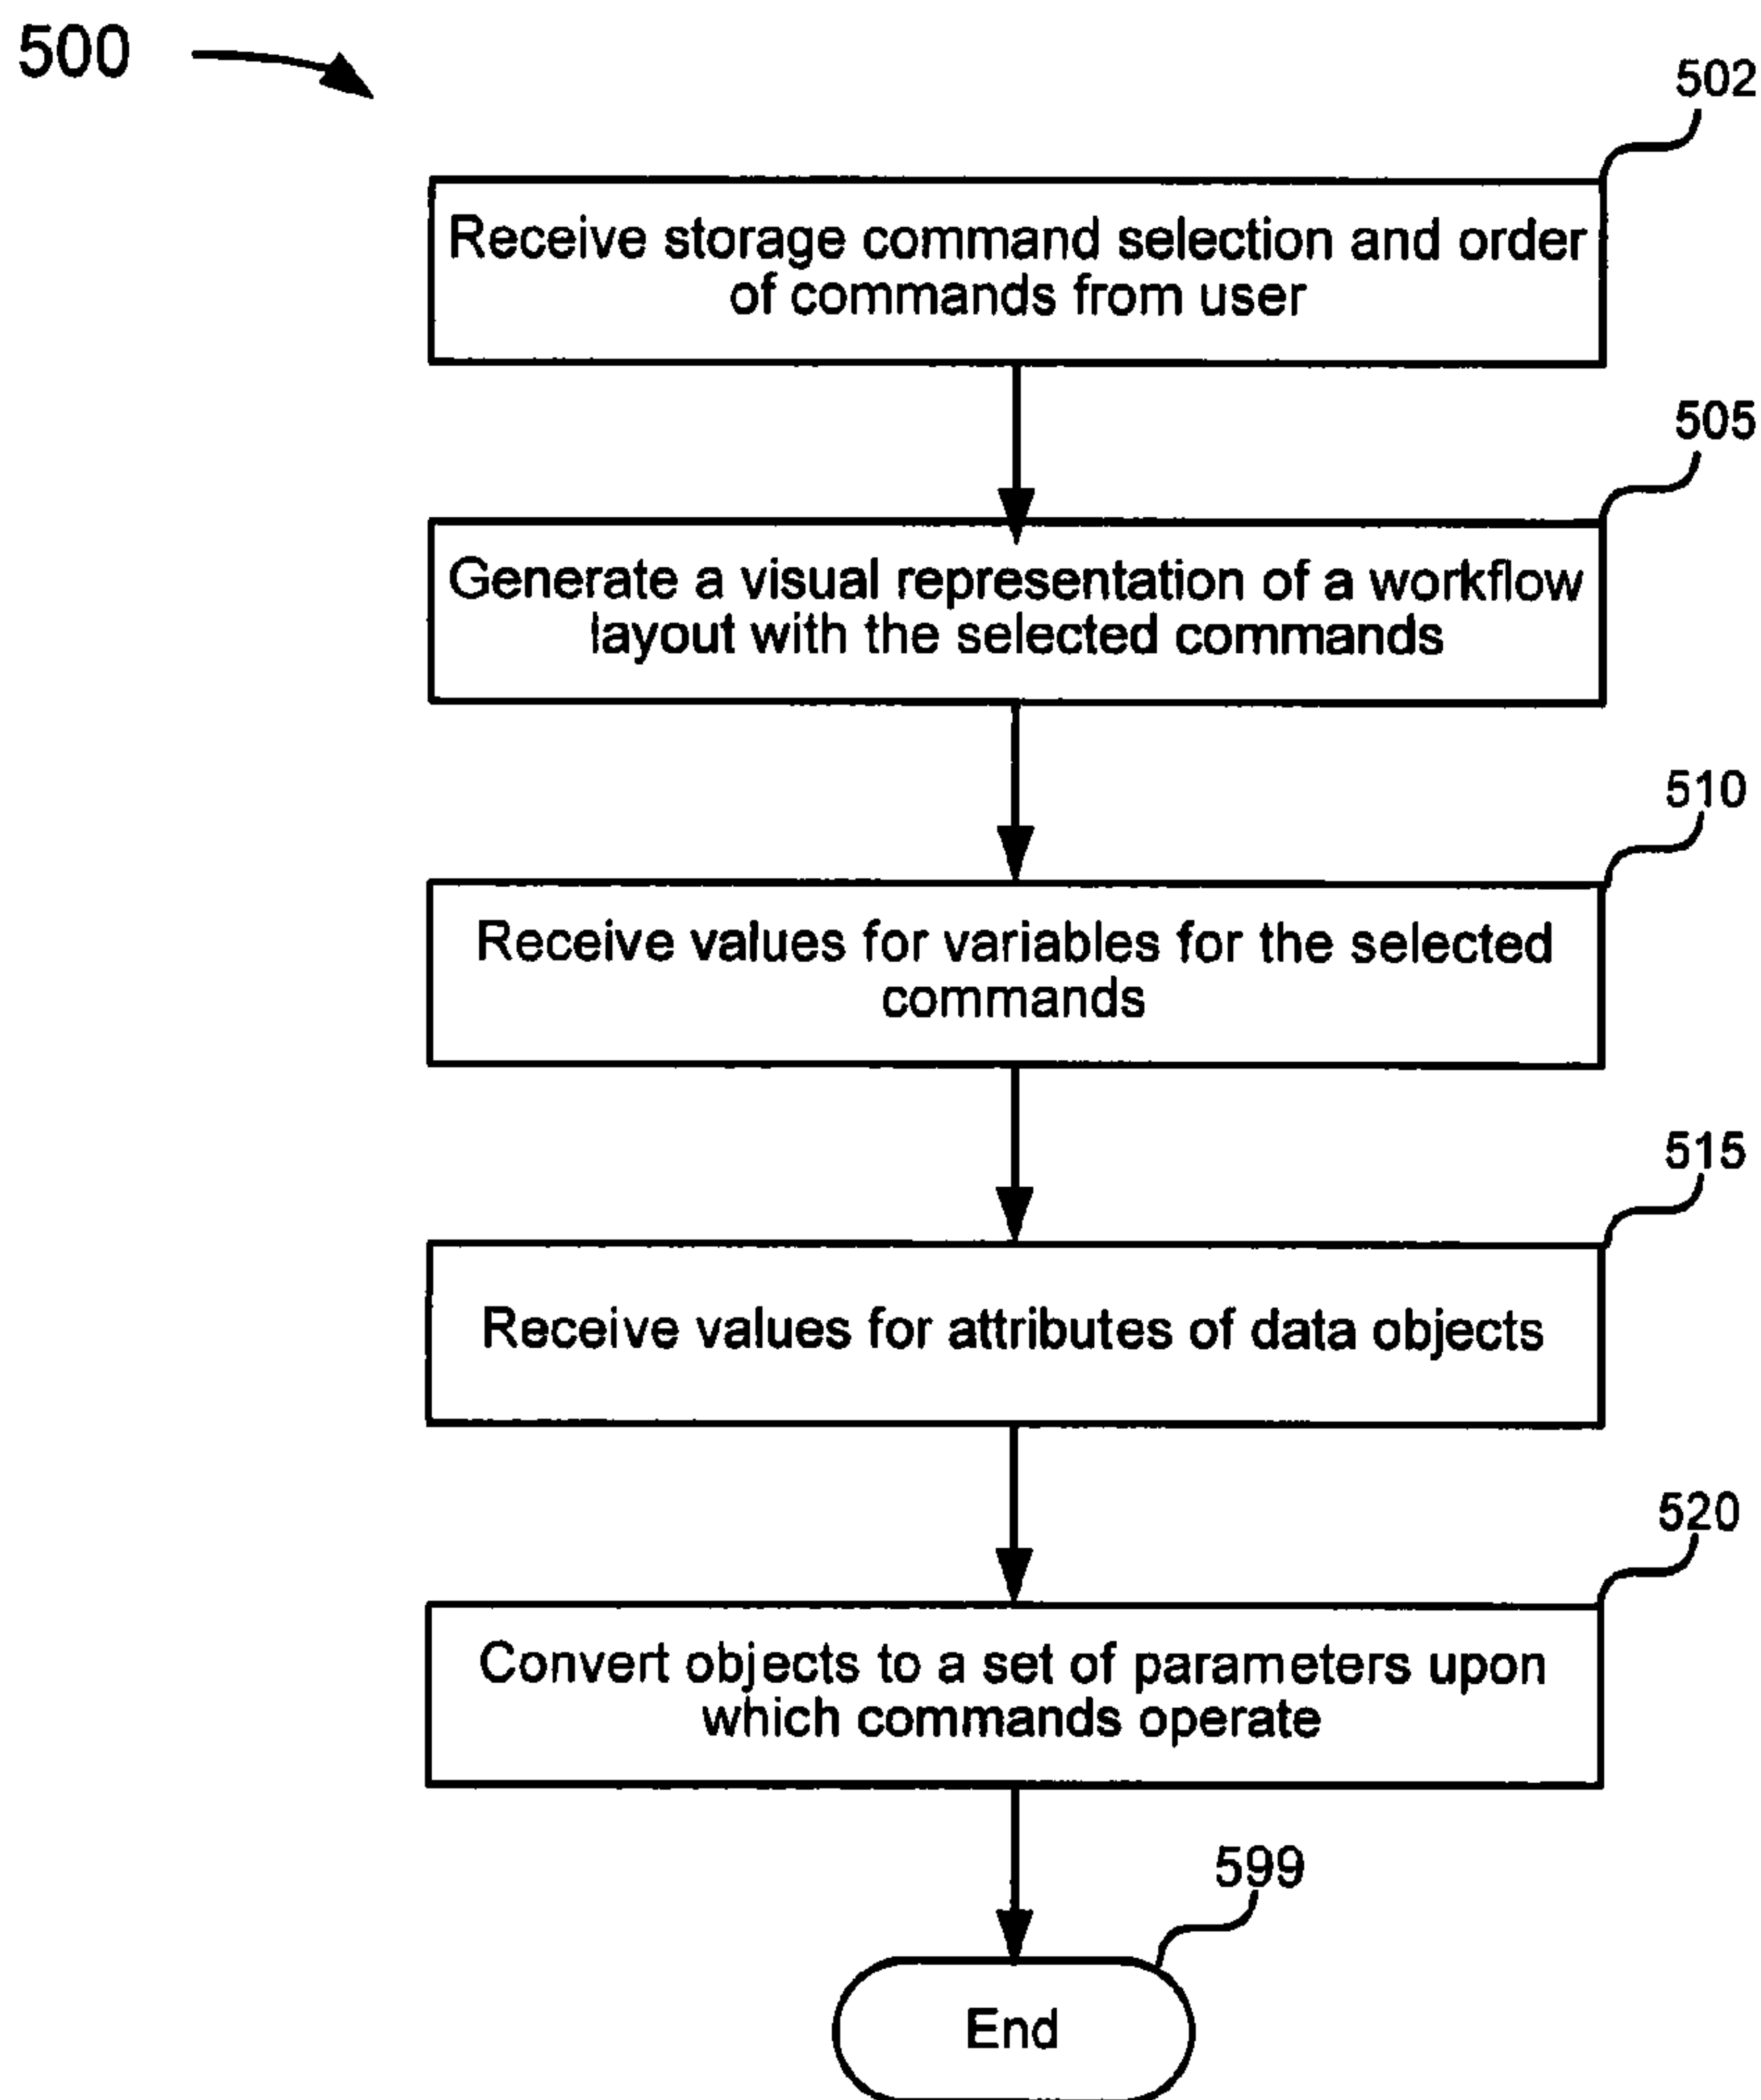 500
502
Receive storage command selection and order
of commands from user
505
Generate a visual representation of a workflow
layout with the selected commands
510
Receive values for variables for the selected
commands
515
Receive values for attributes of data objects
520
Convert objects to a set of parameters upon
which commands operate
599
End